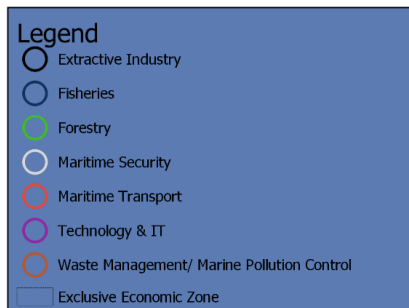 Legend
Extractive Industry
Fisheries
Forestry
Maritime Security
Maritime Transport
Technology & IT
Waste Management/ Marine Pollution Control
Exclusive Economic Zone